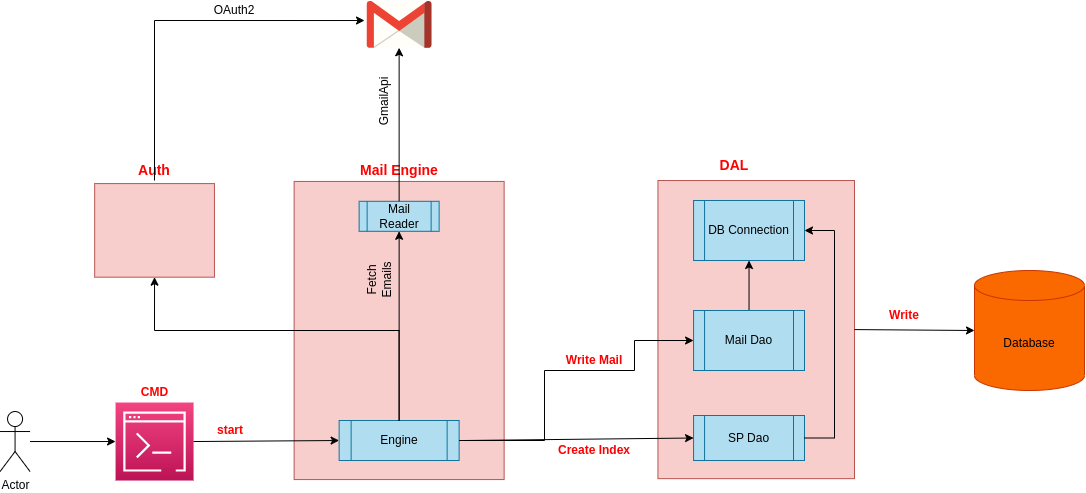 OAuth2
GmailApi
Auth
Mail Engine
DAL
Mail
Reader
DB Connection
Fetch
Emails
Write
Mail Dao
Database
Write Mail
CMD
start
Engine
SP Dao
Create Index
Actor